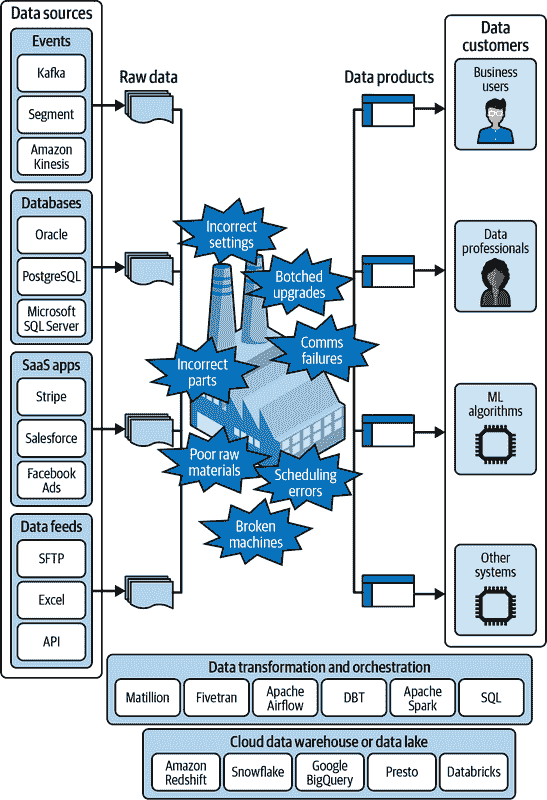 Data sources
Events
Kafka
Segment
Amazon
Kinesis
Databases
Oracle
PostgreSQL
Microsoft
SQL Server
SaaS apps
Stripe
Salesforce
Facebook
Ads
Data feeds
SFTP
Excel
API
Raw data
Incorrect
settings
Botched
upgrades
Comms
failures
Incorrect
parts
Poor raw
materials
Scheduling
errors
Broken
machines
Data products
Data
customers
Business
users
Data
professionals
ML
algorithms
Other
systems
Data transformation and orchestration
Matillion
Fivetran
Apache
Airflow
DBT
Apache
Spark
SQL
Cloud data warehouse or data lake
Amazon
Redshift
Snowflake
Google
BigQuery
Presto
Databricks